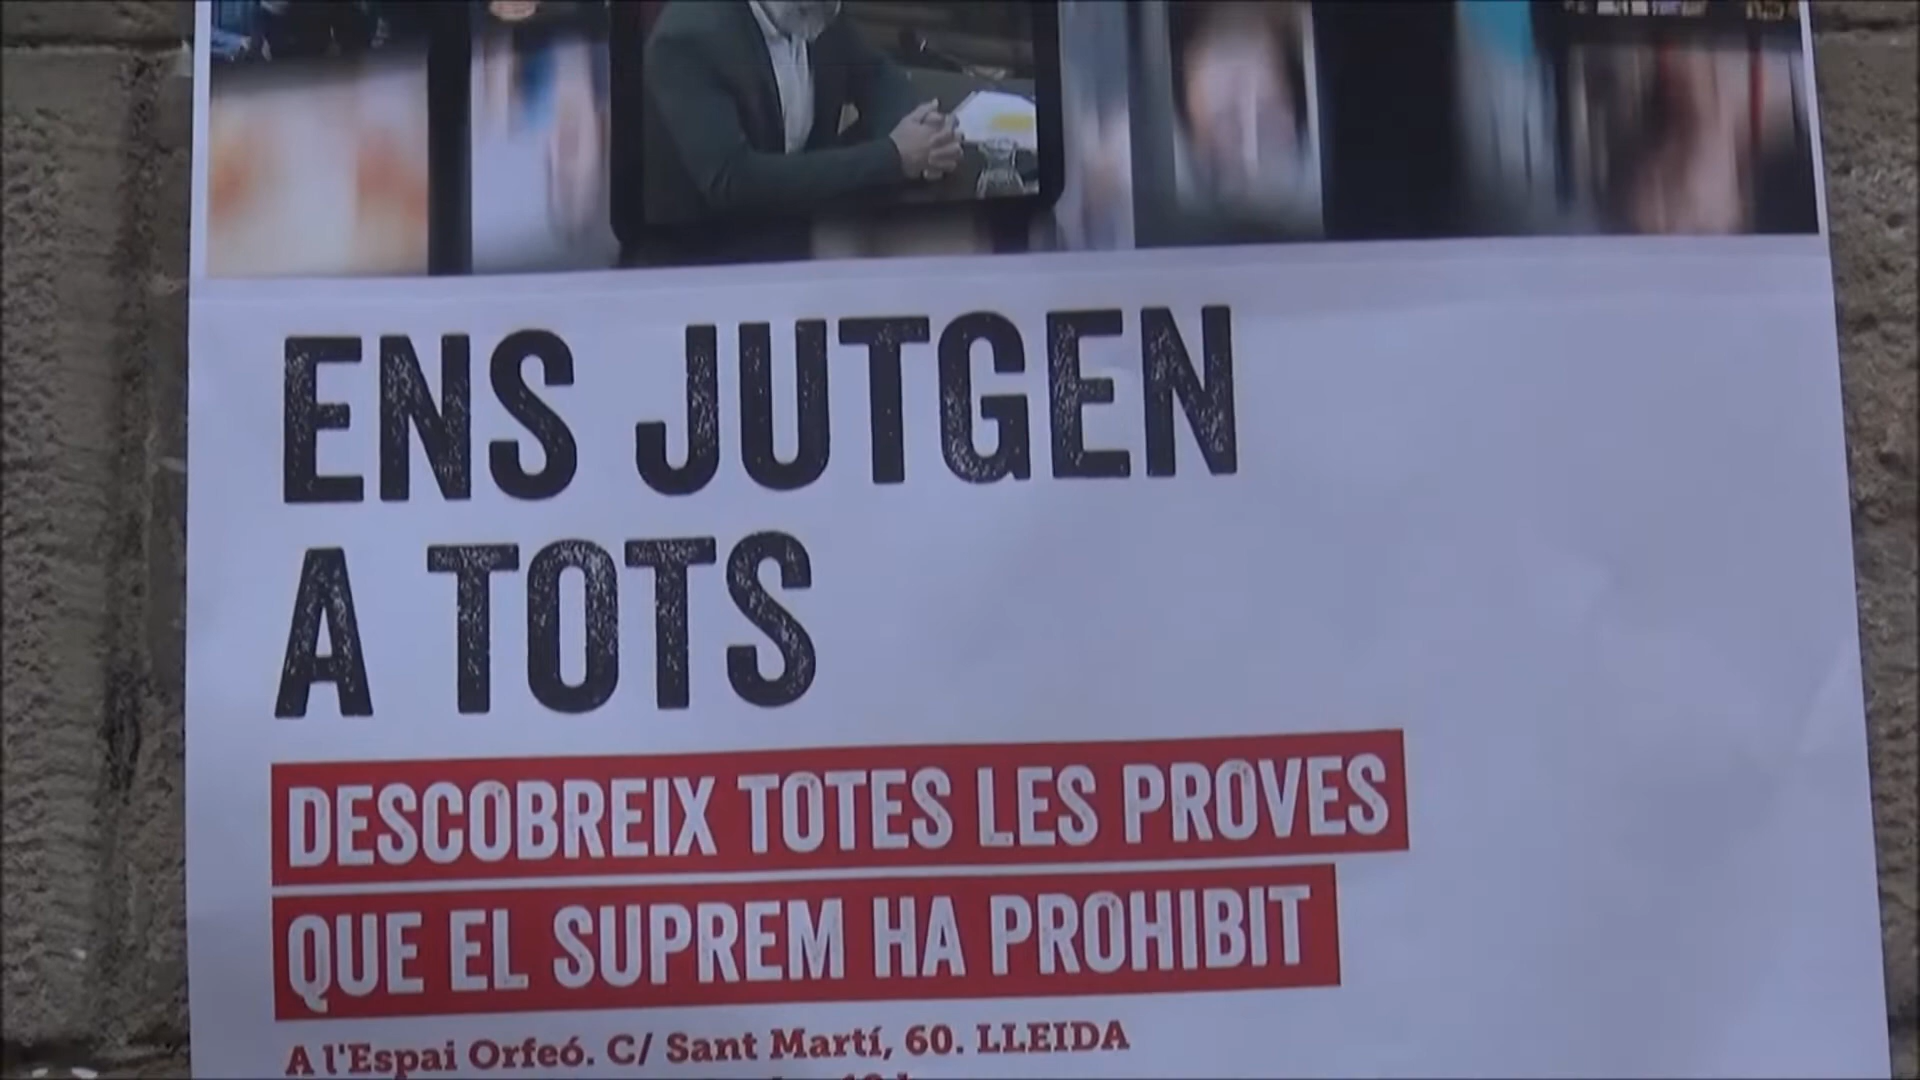 ENS JUTGEN
A TOTS
DESCOBREIX TOTES LES PROVES
QUE EL SUPREM HA PROHIBIT
A l'Espai Orfeó. C/ Sant Martí, 60. LLEIDA